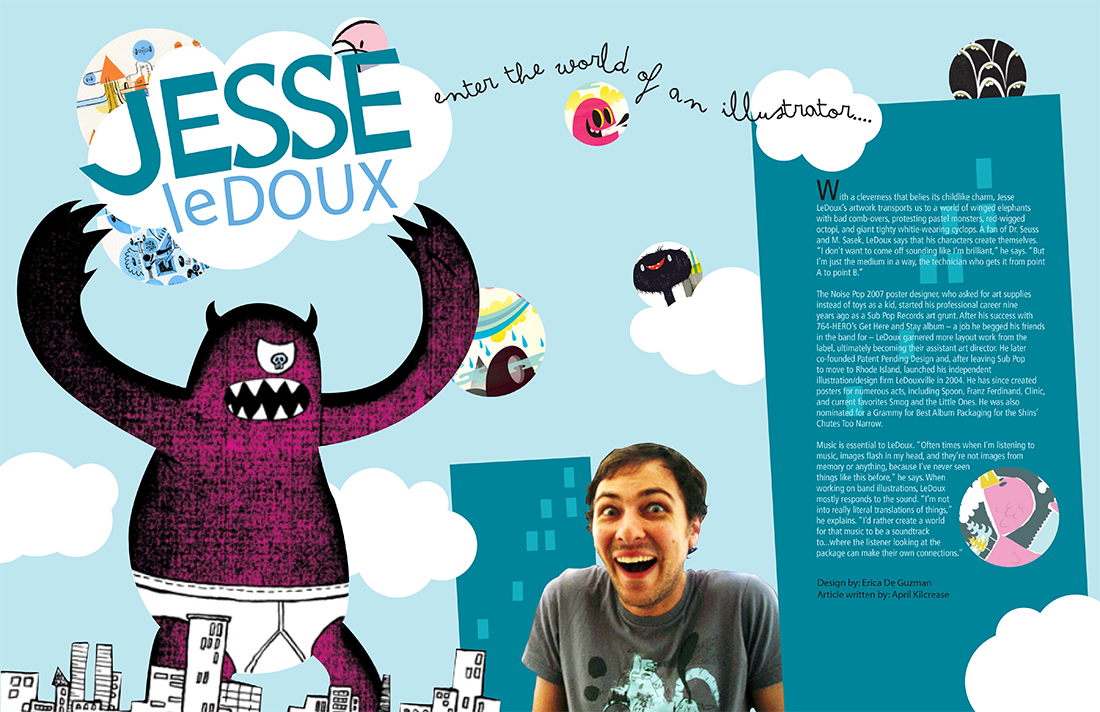 JESSE
leDOUX
enter the world of an illustrator....
With a cleverness that belies its childlike charm, Jesse
LeDoux's artwork transports us to a world of winged elephants
with bad comb-overs, protesting pastel monsters, red-wigged
octopi, and giant tighty whitie-wearing cyclops. A fan of Dr. Seuss
and M. Sasek, LeDoux says that his characters create themselves.
"I don't want to come off sounding like I'm brilliant," he says. "But
I'm just the medium in a way, the technician who gets it from point
A to point B."
The Noise Pop 2007 poster designer, who asked for art supplies
instead of toys as a kid, started his professional career nine
years ago as a Sub Pop Records art grunt. After his success with
764-HERO's Get Here and Stay album – a job he begged his friends
in the band for – LeDoux garnered more layout work from the
label, ultimately becoming their assistant art director. He later
co-founded Patent Pending Design and, after leaving Sub Pop
to move to Rhode Island, launched his independent
illustration/design firm LeDouxville in 2004. He has since created
posters for numerous acts, including Spoon, Franz Ferdinand, Clinic,
and current favorites Smog and the Little Ones. He was also
nominated for a Grammy for Best Album Packaging for the Shins'
Chutes Too Narrow.
Music is essential to LeDoux. "Often times when I'm listening to
music, images flash in my head, and they're not images from
memory or anything, because I've never seen
things like this before," he says. When
working on band illustrations, LeDoux
mostly responds to the sound. "I'm not
into really literal translations of things,"
he explains. "I'd rather create a world
for that music to be a soundtrack
to...where the listener looking at the
package can make their own connections."
Design by: Erica De Guzman
Article written by: April Kilcrease